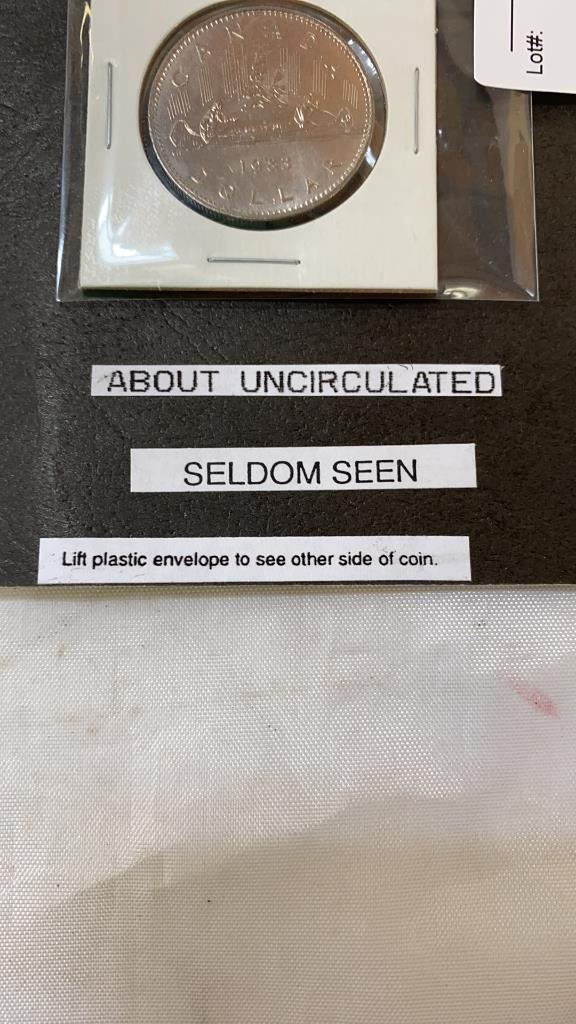 CANADA
1983
DOLLAR
Lot#:
ABOUT UNCIRCULATED
SELDOM SEEN
Lift plastic envelope to see other side of coin.